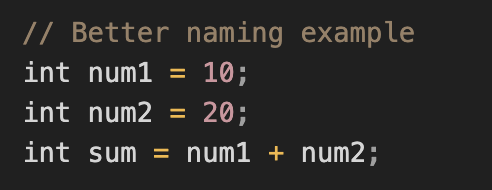 // Better naming example
int num1 = 10;
int num2 = 20;
int sum = num1 + num2;